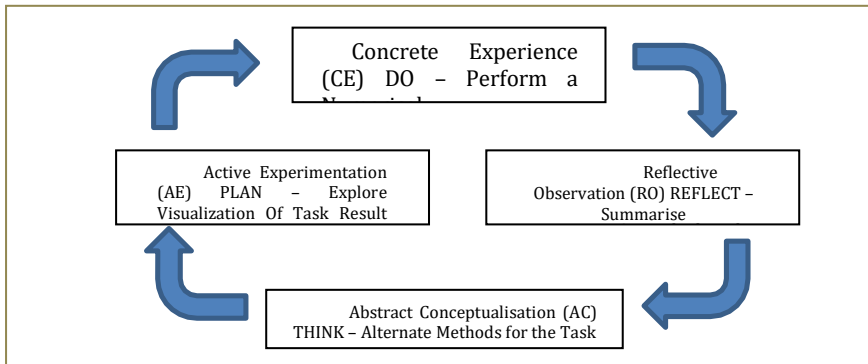 Concrete Experience
(CE) DO – Perform a
Reflective
Observation (RO) REFLECT –
Summarise
Abstract Conceptualisation (AC)
THINK – Alternate Methods for the Task
Active Experimentation
(AE) PLAN – Explore
Visualization Of Task Result